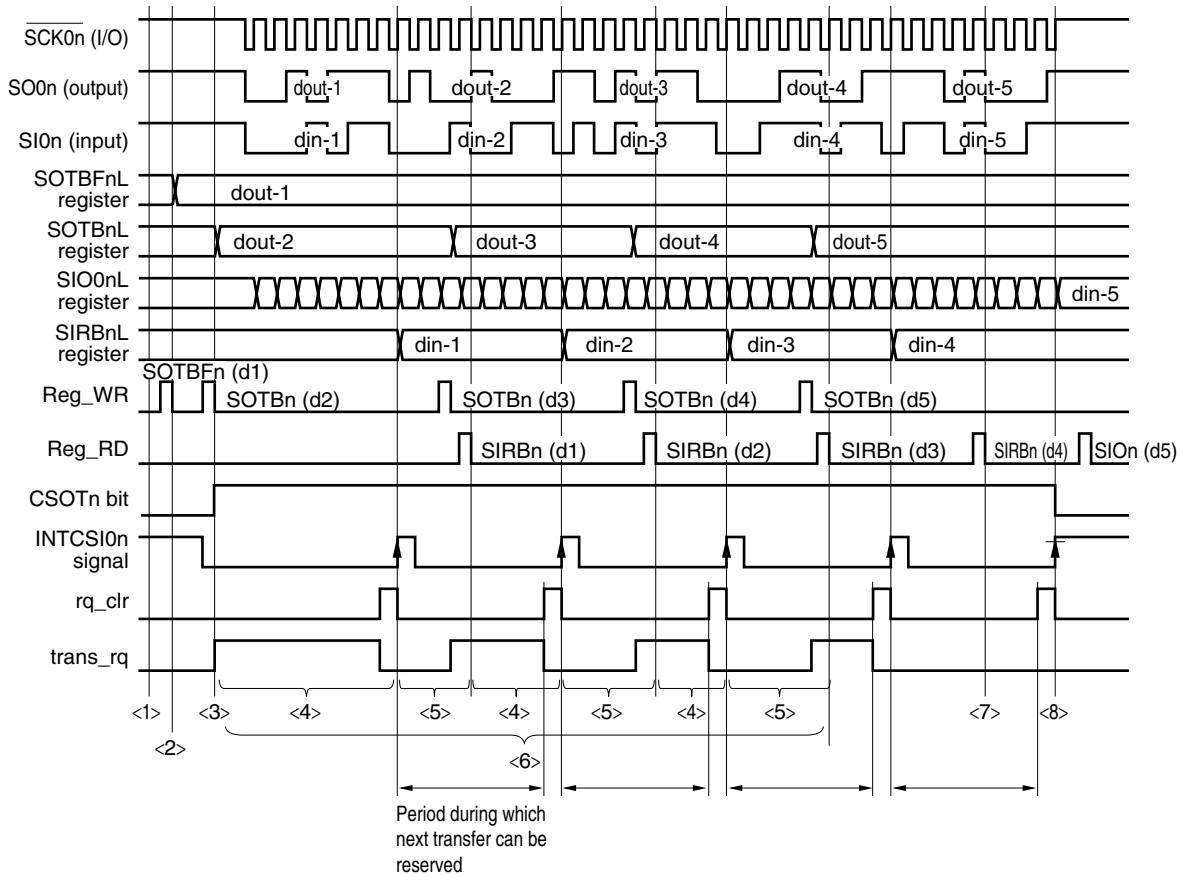 SCK0n (I/O)
SO0n (output)
dout-1
dout-2
dout-3
dout-4
dout-5
SI0n (input)
din-1
din-2
din-3
din-4
din-5
SOTBFnL
register
dout-1
SOTBnL
register
dout-2
dout-3
dout-4
dout-5
SIO0nL
register
din-5
SIRBnL
register
din-1
din-2
din-3
din-4
SOTBFn (d1)
Reg_WR
SOTBn (d2)
SOTBn (d3)
SOTBn (d4)
SOTBn (d5)
Reg_RD
SIRBn (d1)
SIRBn (d2)
SIRBn (d3)
SIRBn (d4)
SIOn (d5)
CSOTn bit
INTCSI0n
signal
rq_clr
trans_rq
<1>
<3>
<4>
<5>
<4>
<5>
<4>
<5>
<7>
<8>
<2>
<6>
Period during which
next transfer can be
reserved